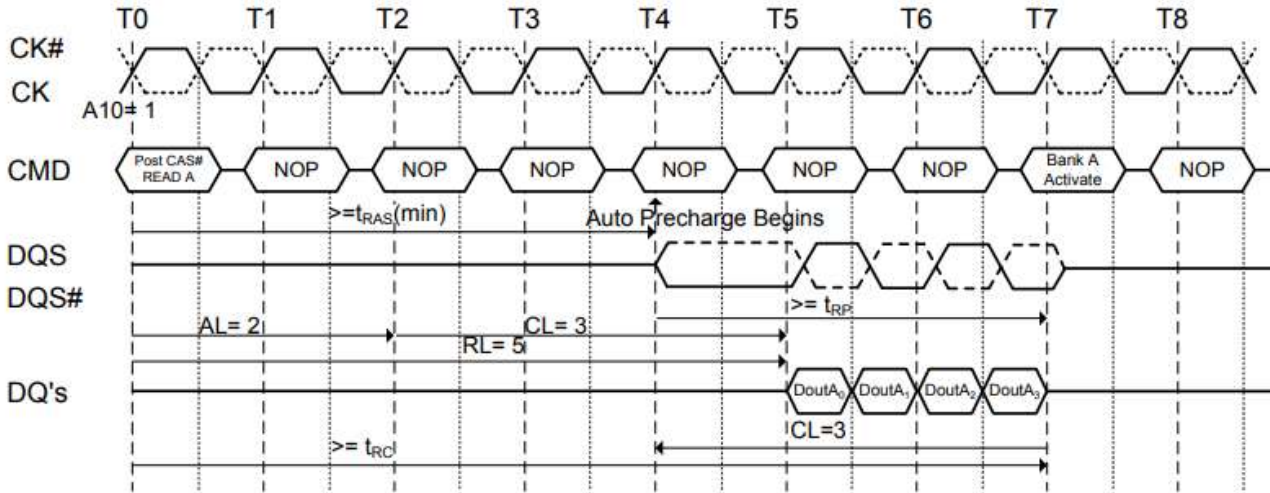 T0 T1 T2 T3 T4 T5 T6 T7 T8
CK#
CK
A10= 1
CMD
Post CAS#
READ A
NOP NOP NOP NOP NOP NOP
Bank A
Activate
NOP
>=tRAS(min)
Auto Precharge Begins
DQS
DQS#
>= tRP
AL= 2
CL= 3
RL= 5
DQ's
DoutA0 DoutA1 DoutA2 DoutA3
CL=3
>= tRC